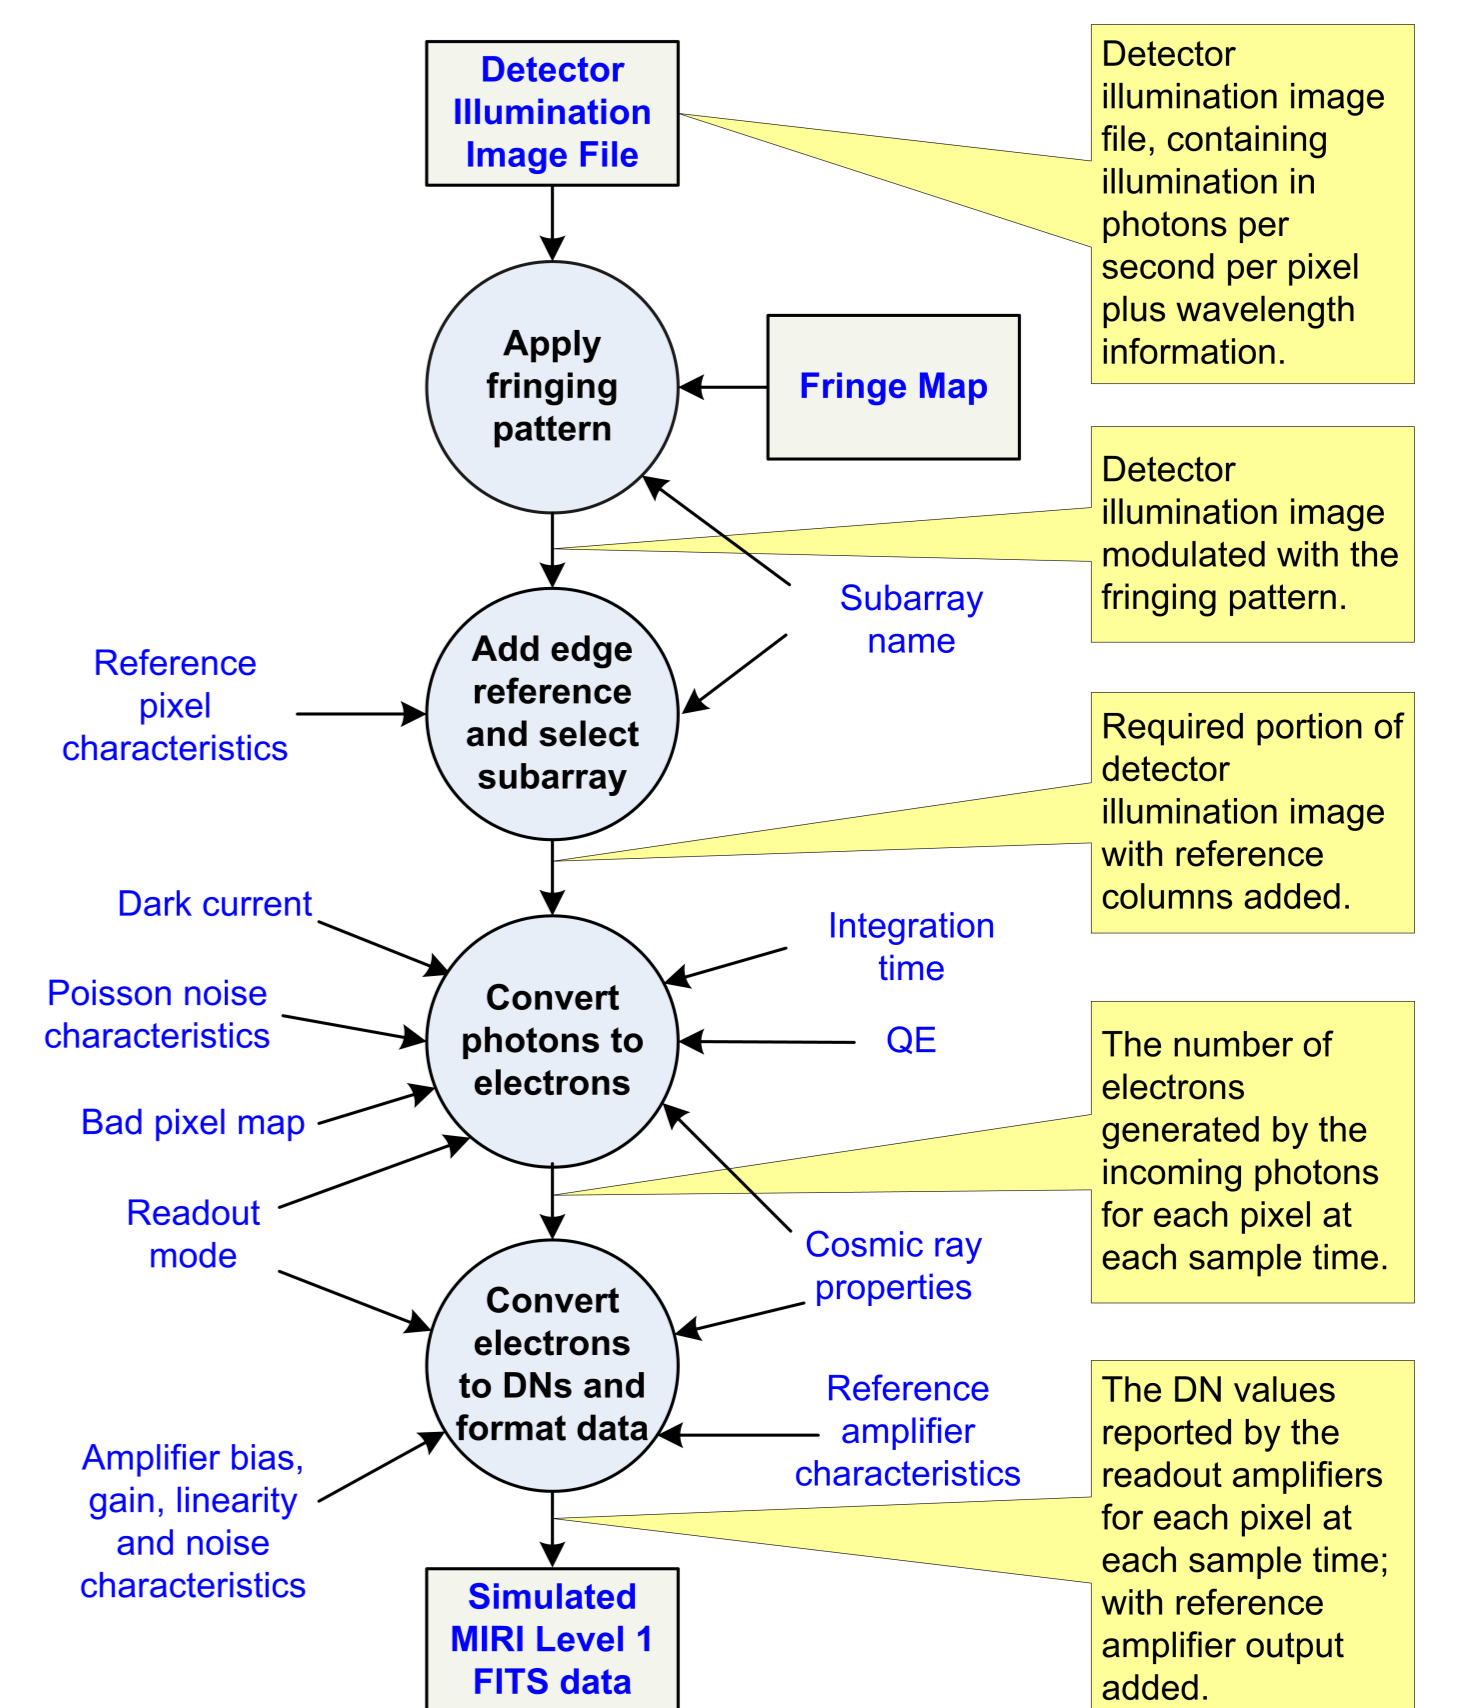 Detector
Illumination
Image File
Detector
illumination image
file, containing
illumination in
photons per
second per pixel
plus wavelength
information.
Apply
fringing
pattern
Fringe Map
Detector
illumination image
modulated with the
fringing pattern.
Subarray
name
Add edge
reference
and select
subarray
Reference
pixel
characteristics
Required portion of
detector
illumination image
with reference
columns added.
Dark current
Integration
time
Poisson noise
characteristics
Convert
photons to
electrons
QE
Bad pixel map
The number of
electrons
generated by the
incoming photons
for each pixel at
each sample time.
Readout
mode
Cosmic ray
properties
Convert
electrons
to DNs and
format data
Reference
amplifier
characteristics
Amplifier bias,
gain, linearity
and noise
characteristics
The DN values
reported by the
readout amplifiers
for each pixel at
each sample time;
with reference
amplifier output
added.
Simulated
MIRI Level 1
FITS data